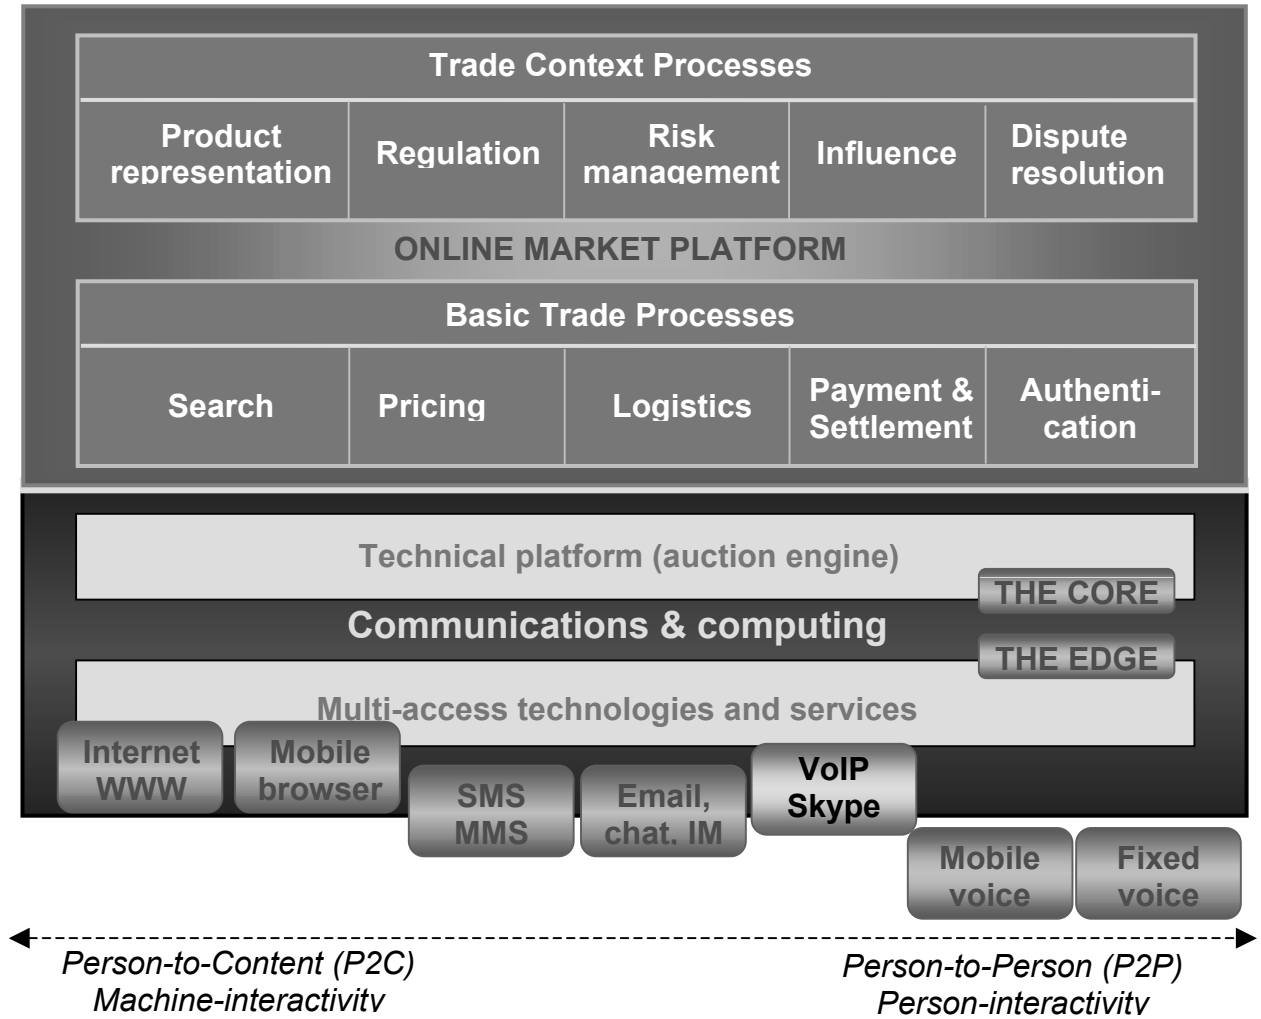 Trade Context Processes
Product
representation
Regulation
Risk
management
Influence
Dispute
resolution
ONLINE MARKET PLATFORM
Basic Trade Processes
Search
Pricing
Logistics
Payment &
Settlement
Authenti-
cation
Technical platform (auction engine)
THE CORE
Communications & computing
THE EDGE
Multi-access technologies and services
Internet
WWW
Mobile
browser
SMS
MMS
Email,
chat, IM
VoIP
Skype
Mobile
voice
Fixed
voice
Person-to-Content (P2C)
Machine-interactivity
Person-to-Person (P2P)
Person-interactivity